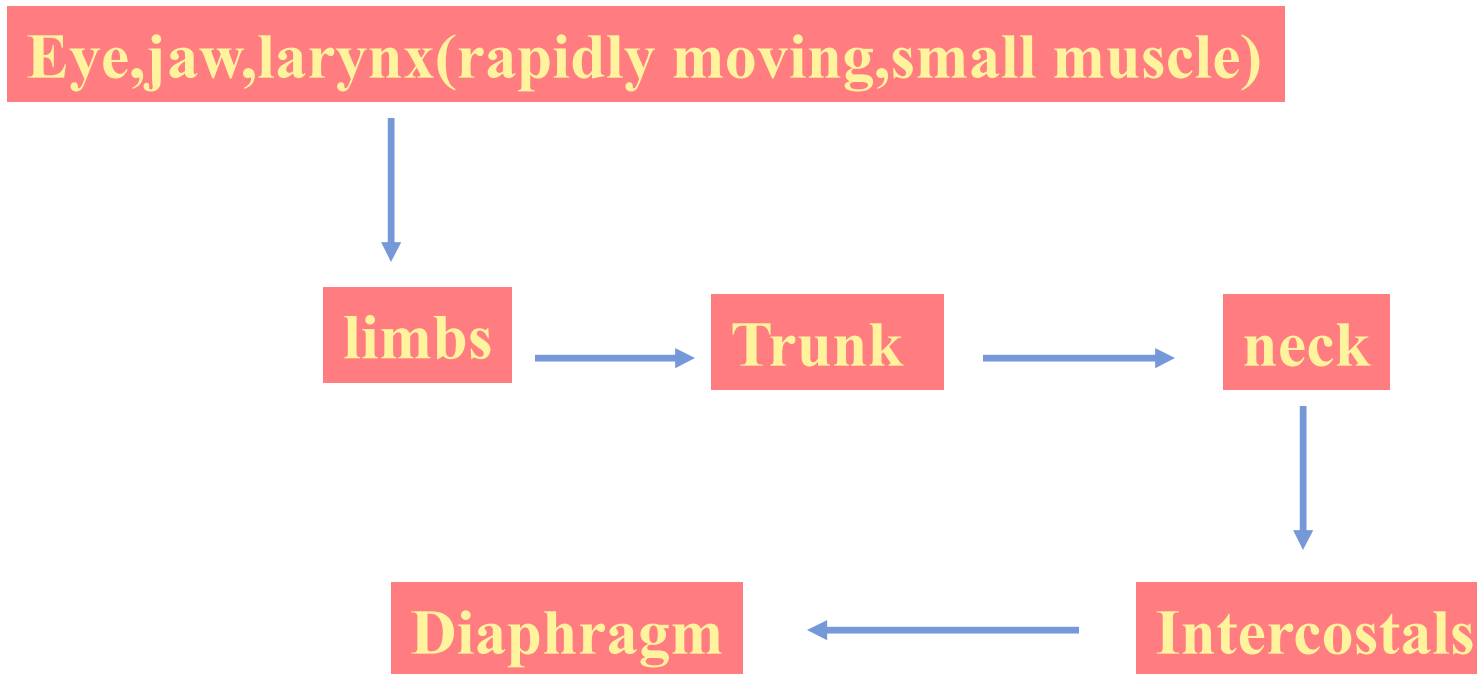 Eye,jaw,larynx(rapidly moving,small muscle)
limbs
Trunk
neck
Intercostals
Diaphragm